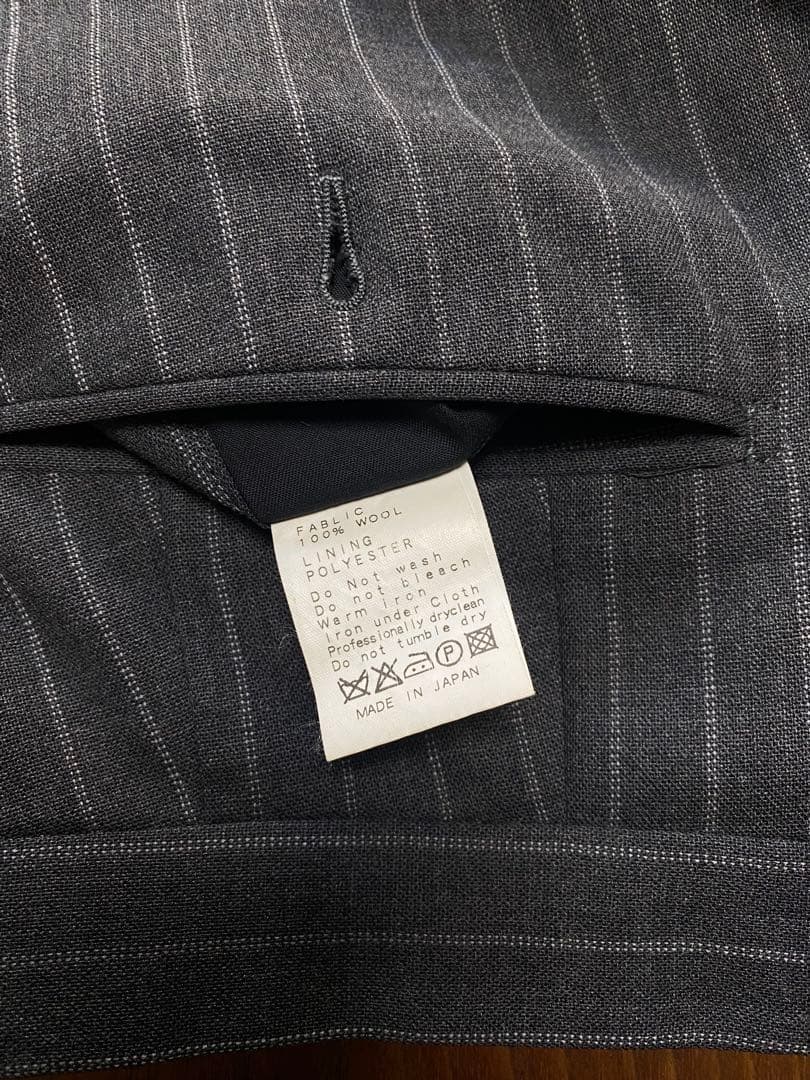 FABLIC
100% WOOL
LINING
POLYESTER
Do Not wash
Do not bleach
Warm Iron
Iron under Cloth
Professionally dryclean
Do not tumble dry
P
MADE IN JAPAN